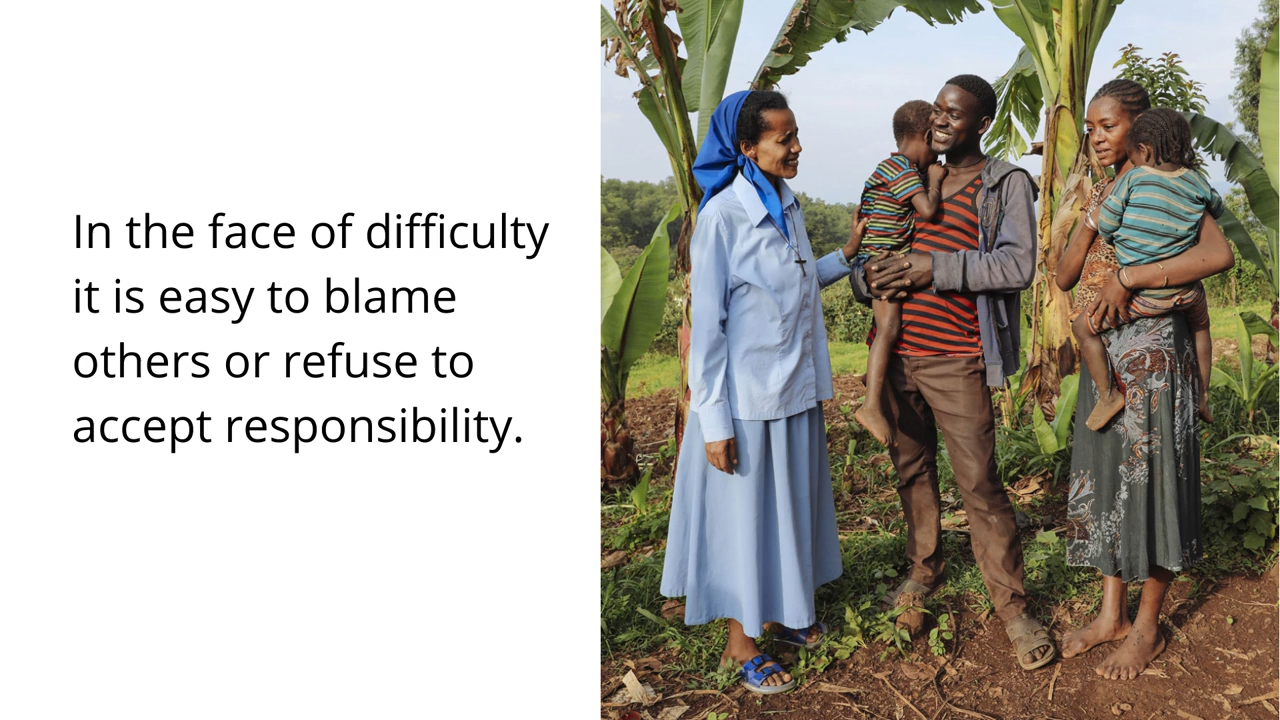 In the face of difficulty
it is easy to blame
others or refuse to
accept responsibility.